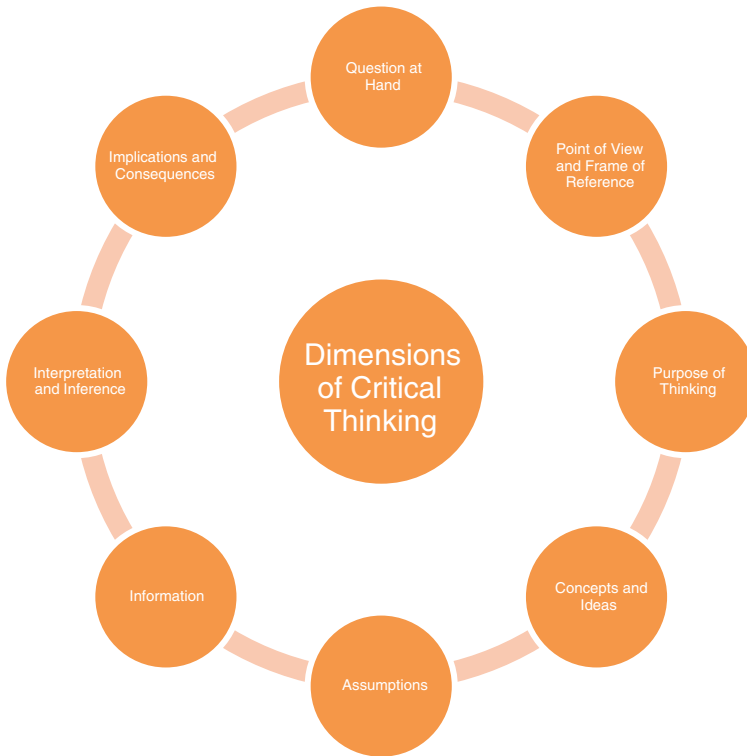 Question at
Hand
Point of View
and Frame of
Reference
Purpose of
Thinking
Concepts and
Ideas
Assumptions
Information
Interpretation
and Inference
Implications and
Consequences
Dimensions
of Critical
Thinking